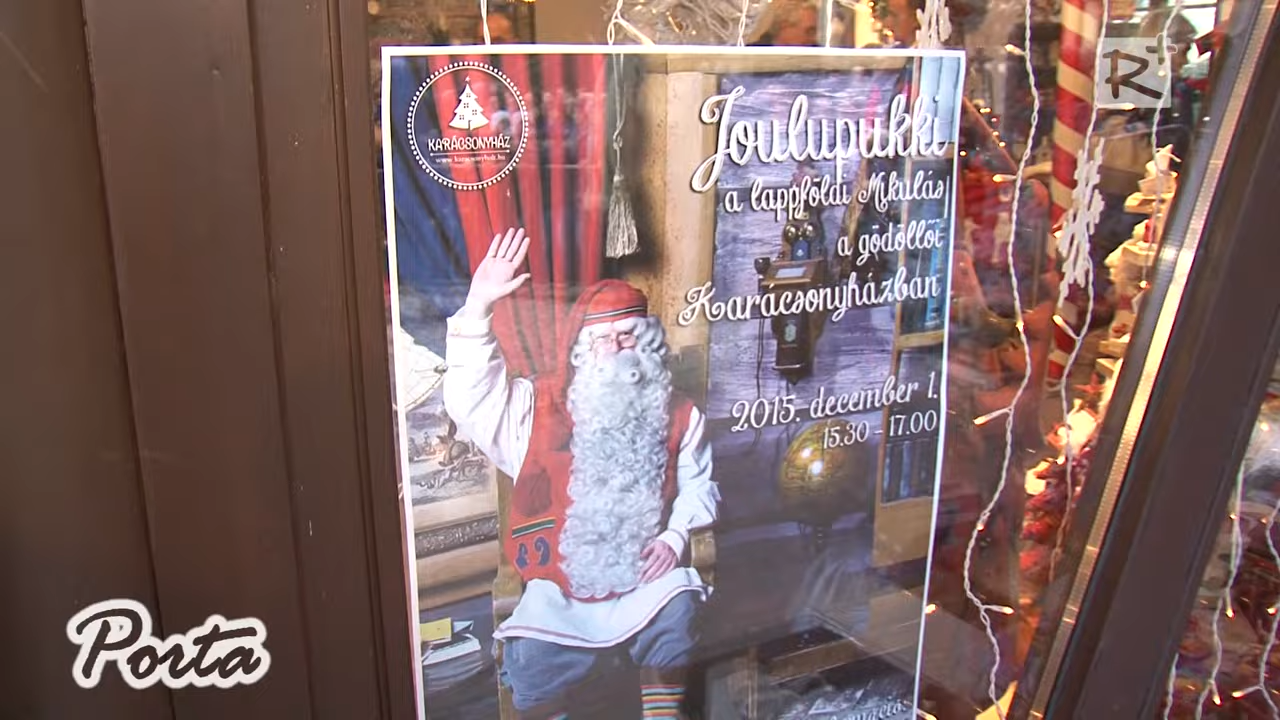 R+
KARÁCSONYHÁZ
Joulupukki
a lappföldi Mikulás
a gödöllői
Karácsonyházban
2015. december 1.
15.30 - 17.00
Porta